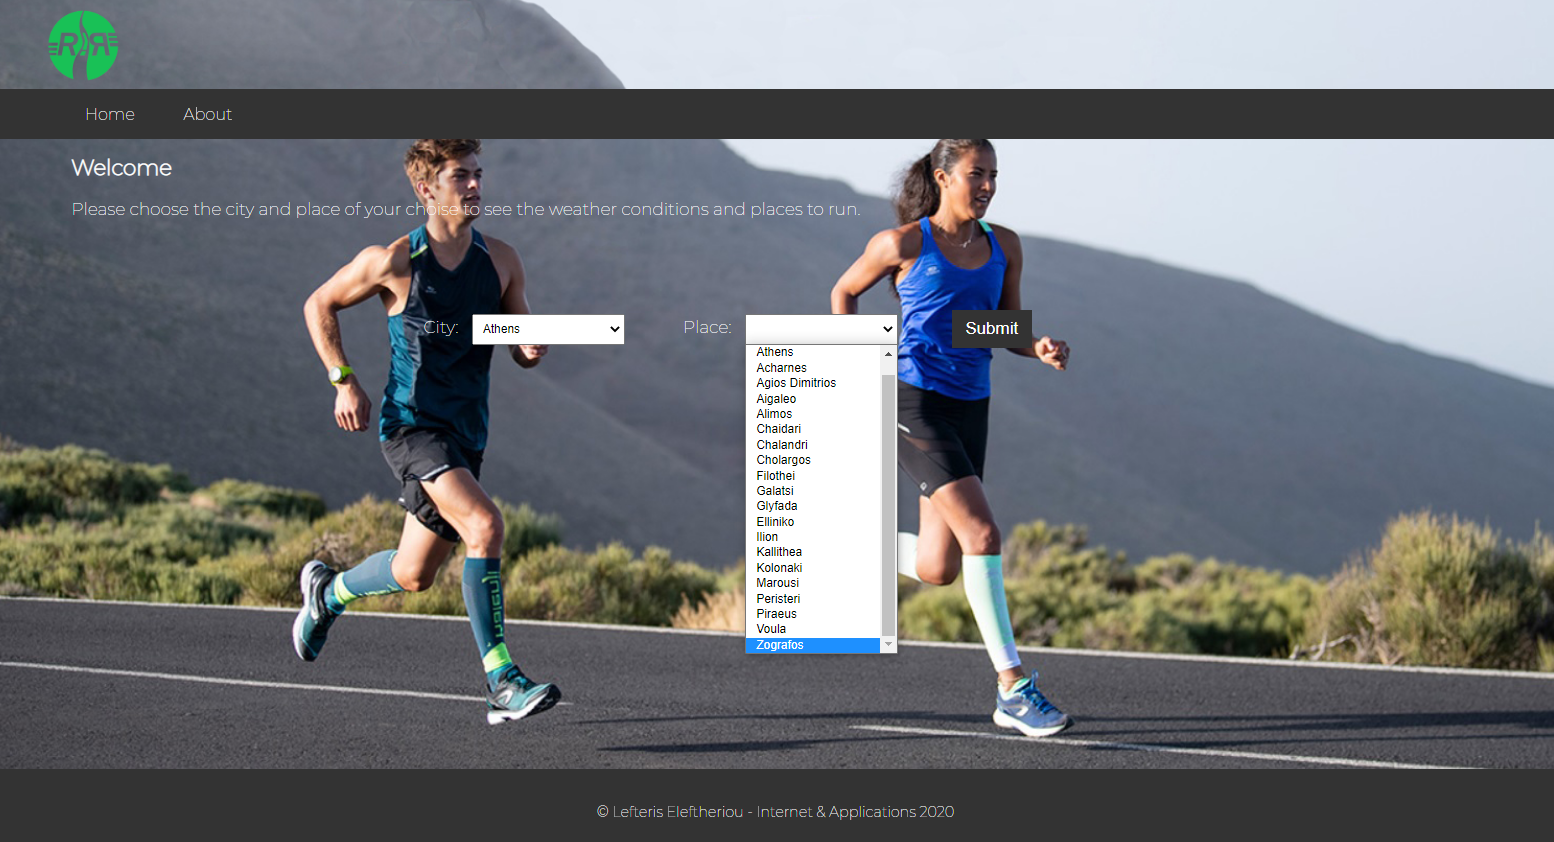 R R
Home About
Welcome
Please choose the city and place of your choise to see the weather conditions and places to run.
City: Athens Place: Submit
Athens
Acharnes
Agios Dimitrios
Aigaleo
Alimos
Chaidari
Chalandri
Cholargos
Filothei
Galatsi
Glyfada
Elliniko
Ilion
Kallithea
Kolonaki
Marousi
Peristeri
Piraeus
Voula
Zografos
© Lefteris Eleftheriou - Internet & Applications 2020